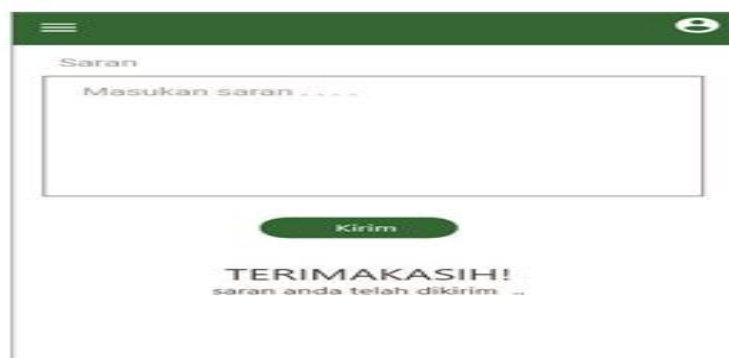 Saran
Masukan saran . . . .
Kirim
TERIMAKASIH!
saran anda telah dikirim ..